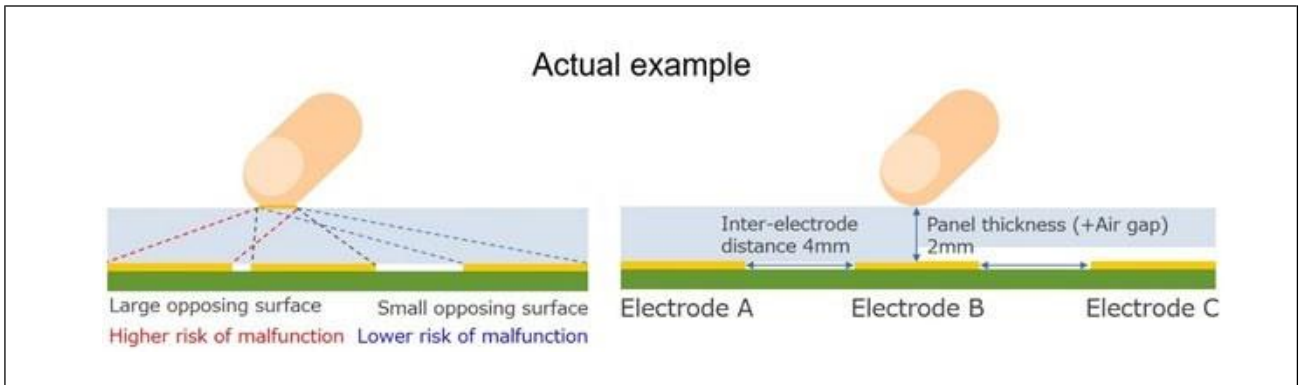 Actual example
Large opposing surface
Higher risk of malfunction
Small opposing surface
Lower risk of malfunction
Inter-electrode
distance 4mm
Panel thickness (+Air gap)
2mm
Electrode A
Electrode B
Electrode C